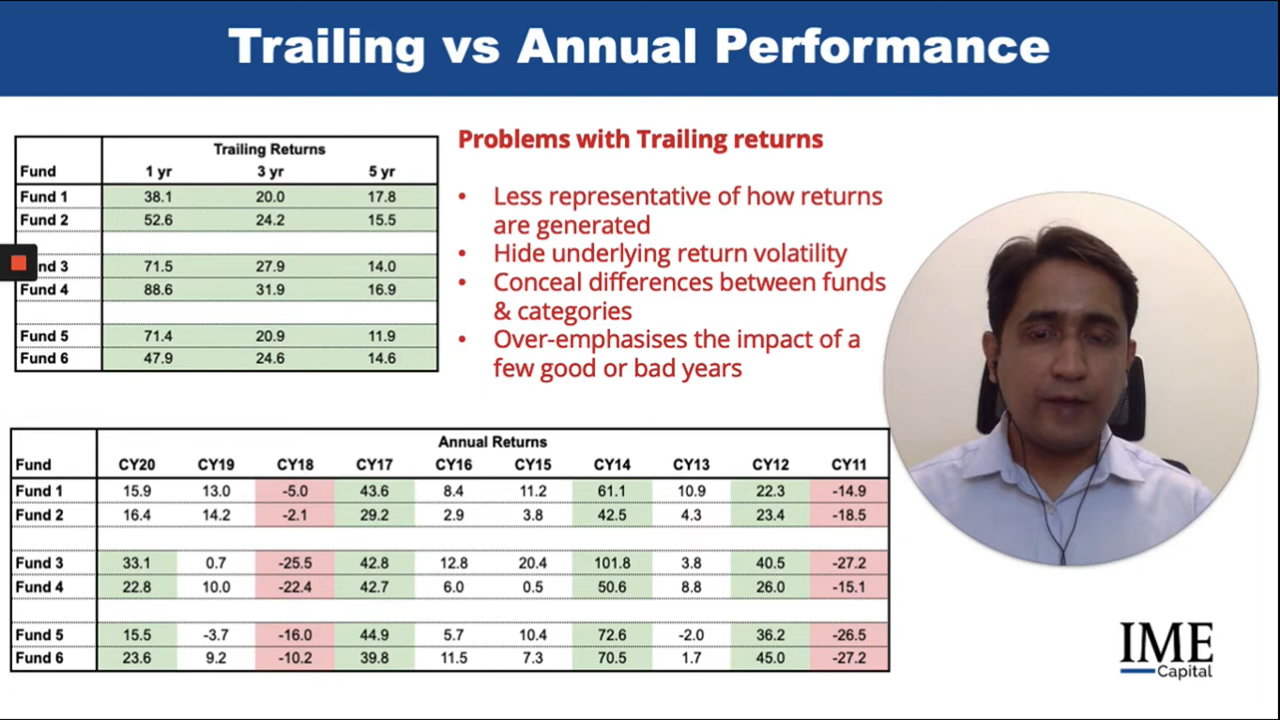 Trailing vs Annual Performance
Trailing Returns
Fund 1 yr 3 yr 5 yr
Fund 1 38.1 20.0 17.8
Fund 2 52.6 24.2 15.5
nd 3 71.5 27.9 14.0
Fund 4 88.6 31.9 16.9
Fund 5 71.4 20.9 11.9
Fund 6 47.9 24.6 14.6
Problems with Trailing returns
• Less representative of how returns
are generated
• Hide underlying return volatility
• Conceal differences between funds
& categories
• Over-emphasises the impact of a
few good or bad years
Annual Returns
Fund CY20 CY19 CY18 CY17 CY16 CY15 CY14 CY13 CY12 CY11
Fund 1 15.9 13.0 -5.0 43.6 8.4 11.2 61.1 10.9 22.3 -14.9
Fund 2 16.4 14.2 -2.1 29.2 2.9 3.8 42.5 4.3 23.4 -18.5
Fund 3 33.1 0.7 -25.5 42.8 12.8 20.4 101.8 3.8 40.5 -27.2
Fund 4 22.8 10.0 -22.4 42.7 6.0 0.5 50.6 8.8 26.0 -15.1
Fund 5 15.5 -3.7 -16.0 44.9 5.7 10.4 72.6 -2.0 36.2 -26.5
Fund 6 23.6 9.2 -10.2 39.8 11.5 7.3 70.5 1.7 45.0 -27.2
IME
Capital